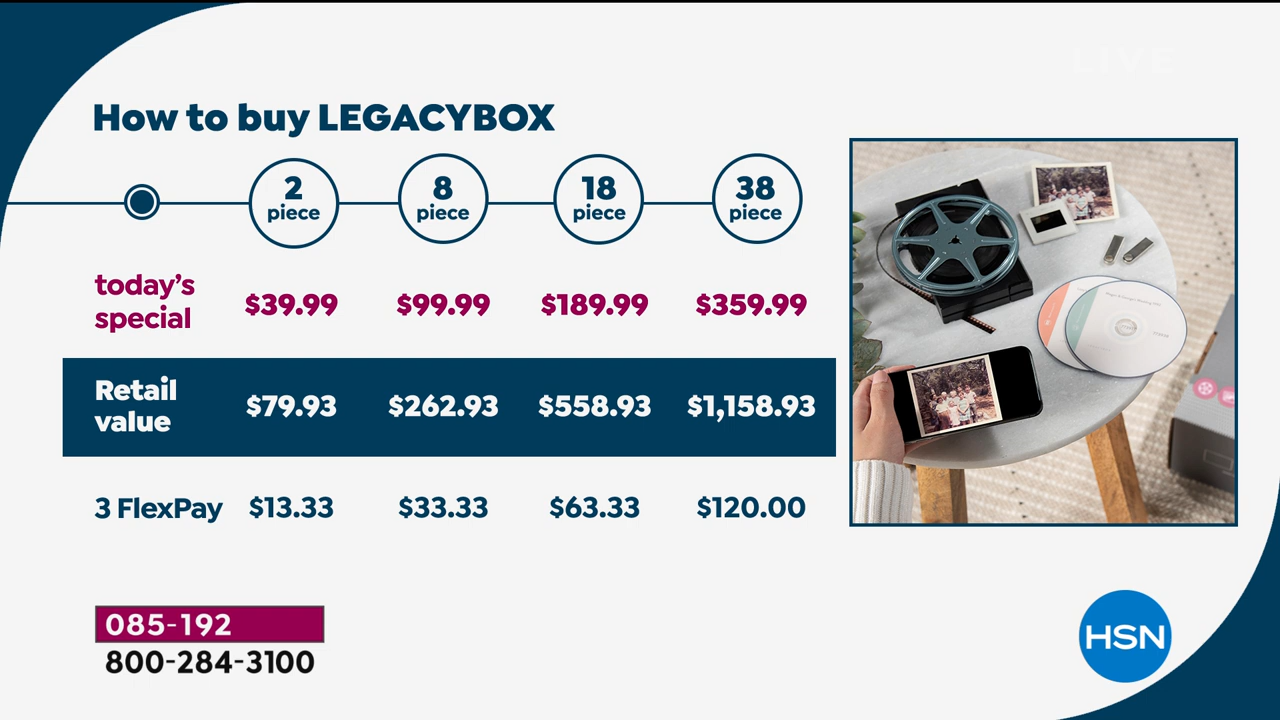 LIVE
How to buy LEGACYBOX
2 piece
8 piece
18 piece
38 piece
today's special
$39.99 $99.99 $189.99 $359.99
Retail value
$79.93 $262.93 $558.93 $1,158.93
3 FlexPay $13.33 $33.33 $63.33 $120.00
085-192
800-284-3100
HSN